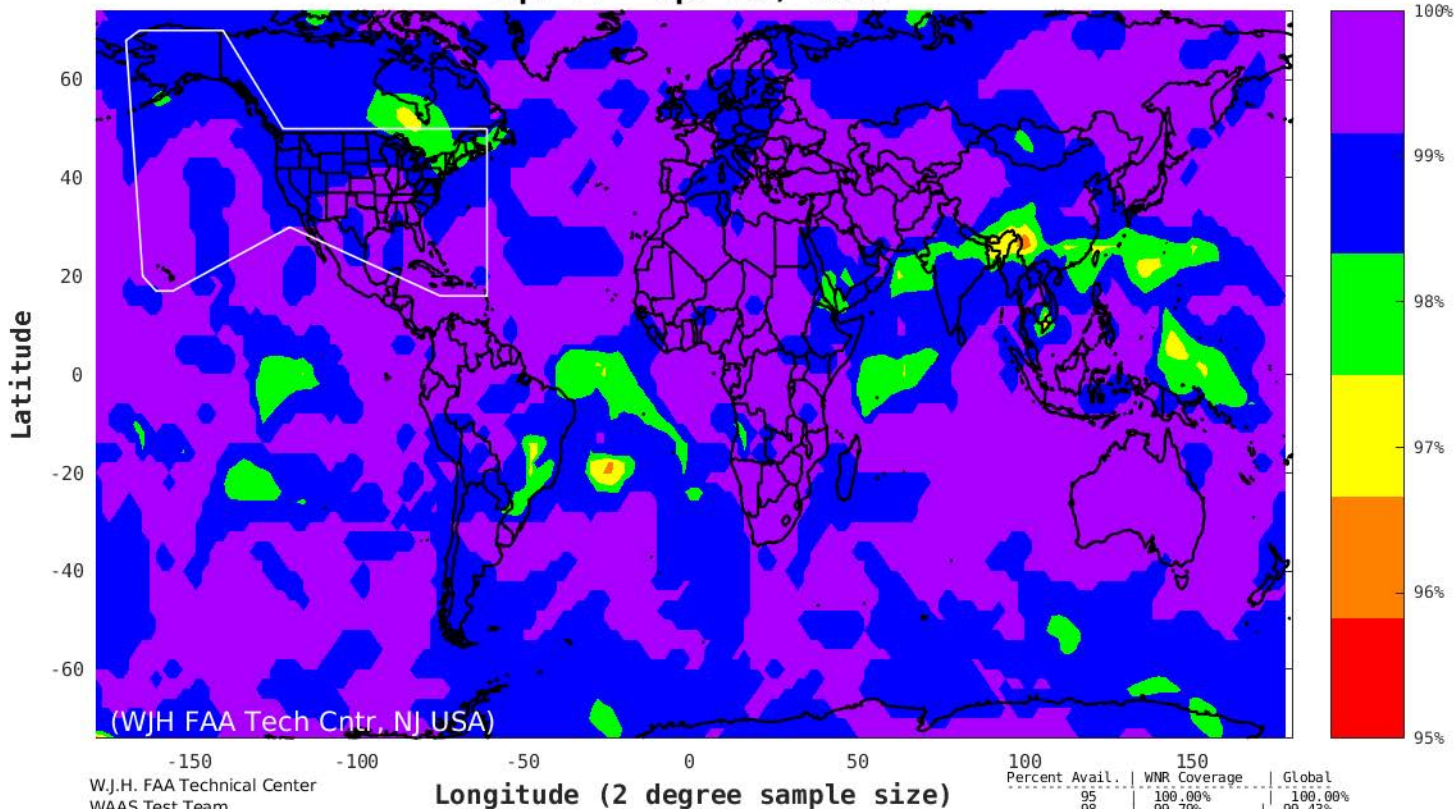 100%
99%
98%
97%
96%
95%
60
40
20
0
-20
-40
-60
Latitude
(WJH FAA Tech Cntr, NJ USA)
-150 -100 -50 0 50 100 150
Longitude (2 degree sample size)
W.J.H. FAA Technical Center
WAAS Test Team
Percent Avail. | WNR Coverage | Global
95 | 100.00% | 100.00%